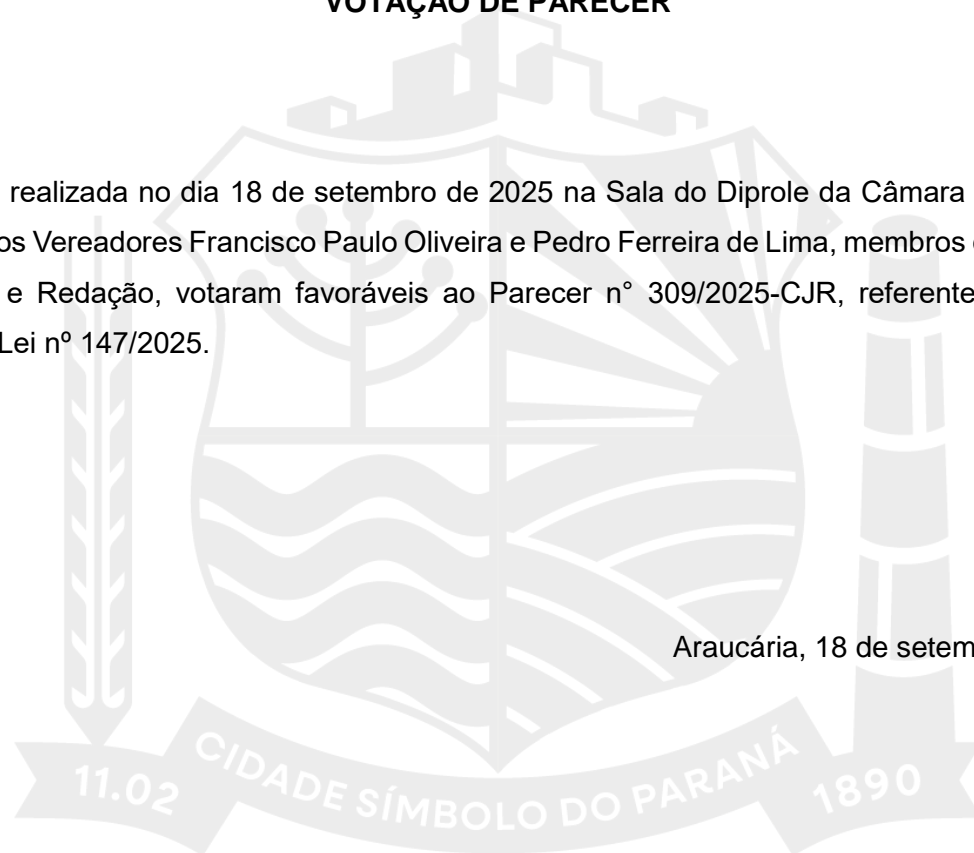 VOTAÇÃO DE PARECER
realizada no dia 18 de setembro de 2025 na Sala do Diprole da Câmara
os Vereadores Francisco Paulo Oliveira e Pedro Ferreira de Lima, membros
e Redação, votaram favoráveis ao Parecer n° 309/2025-CJR, referente
Lei nº 147/2025.
Araucária, 18 de setem
11.02 CIDADE SÍMBOLO DO PARANÁ 1890